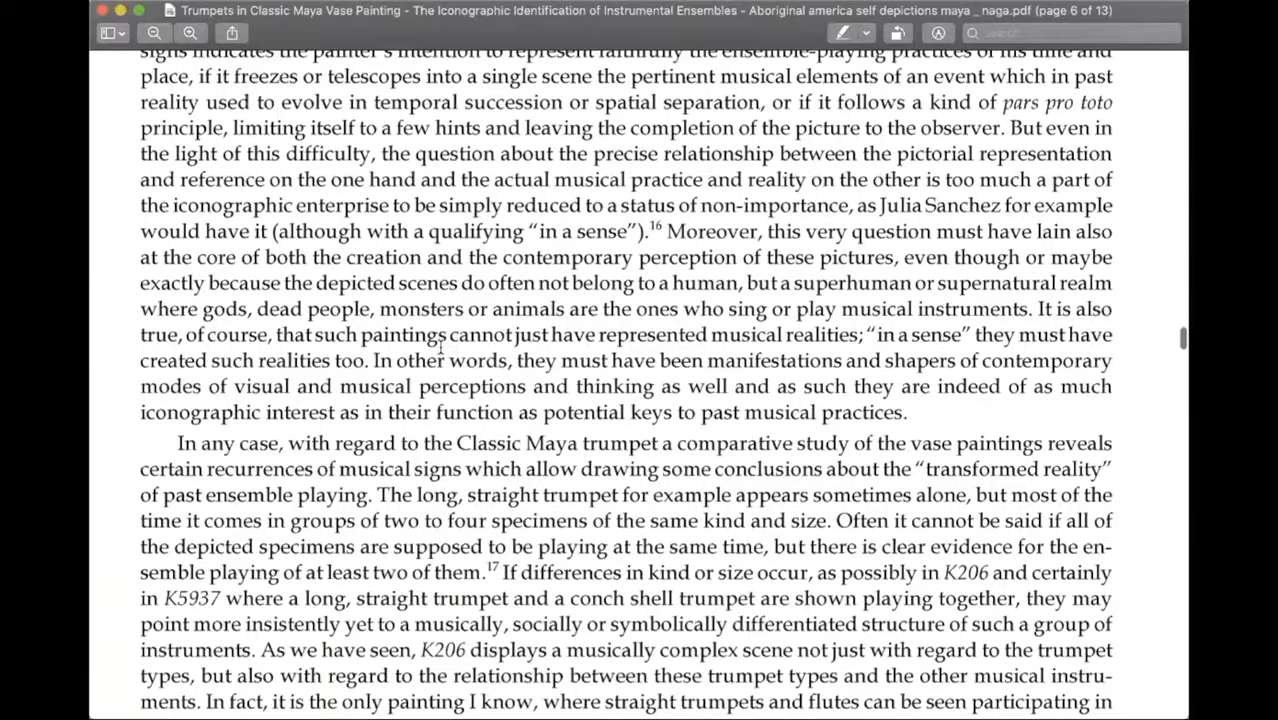 Trumpets in Classic Maya Vase Painting - The Iconographic Identification of Instrumental Ensembles - Aboriginal america self depictions maya _ naga.pdf (page 6 of 13)
Search
signs indicates the painter's intention to represent faithfully the ensemble-playing practices of his time and
place, if it freezes or telescopes into a single scene the pertinent musical elements of an event which in past
reality used to evolve in temporal succession or spatial separation, or if it follows a kind of pars pro toto
principle, limiting itself to a few hints and leaving the completion of the picture to the observer. But even in
the light of this difficulty, the question about the precise relationship between the pictorial representation
and reference on the one hand and the actual musical practice and reality on the other is too much a part of
the iconographic enterprise to be simply reduced to a status of non-importance, as Julia Sanchez for example
would have it (although with a qualifying “in a sense”).16 Moreover, this very question must have lain also
at the core of both the creation and the contemporary perception of these pictures, even though or maybe
exactly because the depicted scenes do often not belong to a human, but a superhuman or supernatural realm
where gods, dead people, monsters or animals are the ones who sing or play musical instruments. It is also
true, of course, that such paintings cannot just have represented musical realities; “in a sense” they must have
created such realities too. In other words, they must have been manifestations and shapers of contemporary
modes of visual and musical perceptions and thinking as well and as such they are indeed of as much
iconographic interest as in their function as potential keys to past musical practices.
In any case, with regard to the Classic Maya trumpet a comparative study of the vase paintings reveals
certain recurrences of musical signs which allow drawing some conclusions about the “transformed reality”
of past ensemble playing. The long, straight trumpet for example appears sometimes alone, but most of the
time it comes in groups of two to four specimens of the same kind and size. Often it cannot be said if all of
the depicted specimens are supposed to be playing at the same time, but there is clear evidence for the en-
semble playing of at least two of them.17 If differences in kind or size occur, as possibly in K206 and certainly
in K5937 where a long, straight trumpet and a conch shell trumpet are shown playing together, they may
point more insistently yet to a musically, socially or symbolically differentiated structure of such a group of
instruments. As we have seen, K206 displays a musically complex scene not just with regard to the trumpet
types, but also with regard to the relationship between these trumpet types and the other musical instru-
ments. In fact, it is the only painting I know, where straight trumpets and flutes can be seen participating in